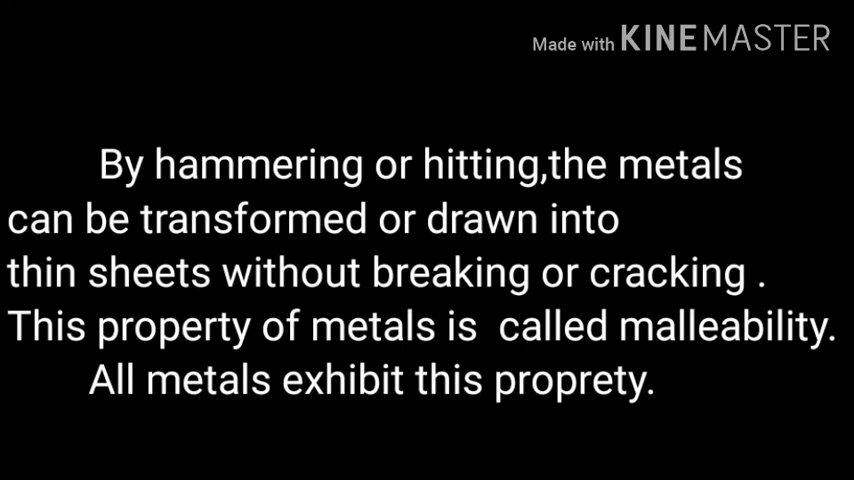 Made with KINEMASTER
By hammering or hitting,the metals
can be transformed or drawn into
thin sheets without breaking or cracking .
This property of metals is  called malleability.
All metals exhibit this proprety.